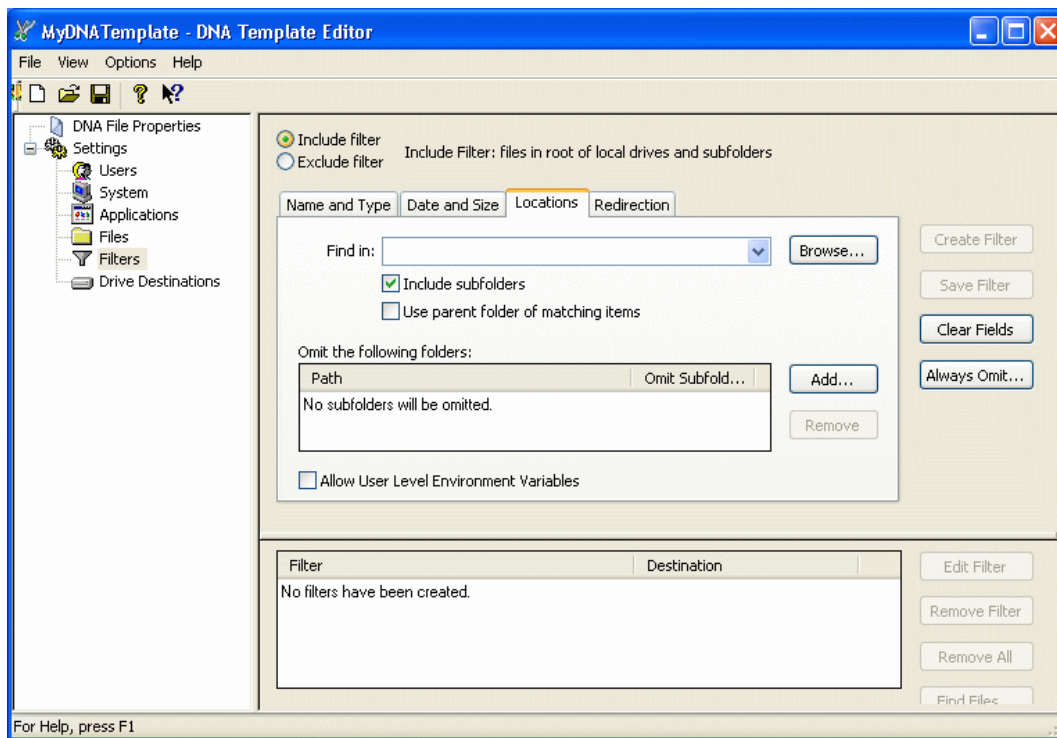 MyDNATemplate - DNA Template Editor
File View Options Help
DNA File Properties
Settings
Users
System
Applications
Files
Filters
Drive Destinations
Include filter
Exclude filter
Include Filter: files in root of local drives and subfolders
Name and Type Date and Size Locations Redirection
Find in: Browse...
Include subfolders
Use parent folder of matching items
Omit the following folders:
Path Omit Subfold...
No subfolders will be omitted.
Add...
Remove
Allow User Level Environment Variables
Create Filter
Save Filter
Clear Fields
Always Omit...
Filter Destination
No filters have been created.
Edit Filter
Remove Filter
Remove All
Find Files
For Help, press F1